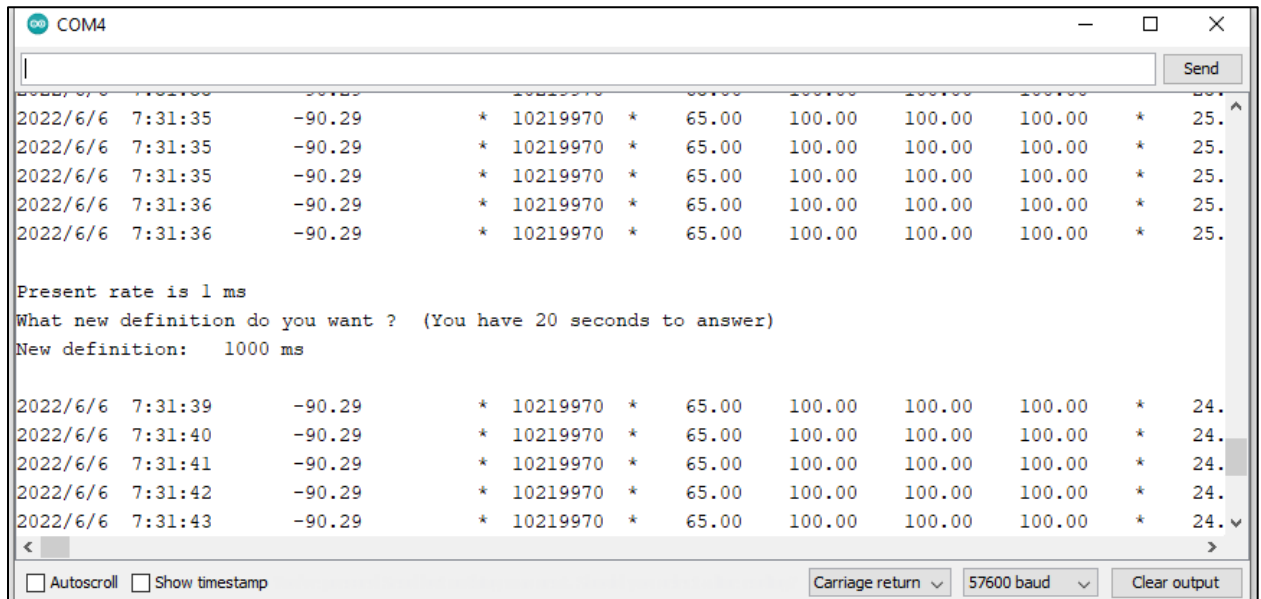 COM4
Send
2022/6/6 7:31:35 -90.29 * 10219970 * 65.00 100.00 100.00 100.00 * 25.
2022/6/6 7:31:35 -90.29 * 10219970 * 65.00 100.00 100.00 100.00 * 25.
2022/6/6 7:31:35 -90.29 * 10219970 * 65.00 100.00 100.00 100.00 * 25.
2022/6/6 7:31:36 -90.29 * 10219970 * 65.00 100.00 100.00 100.00 * 25.
2022/6/6 7:31:36 -90.29 * 10219970 * 65.00 100.00 100.00 100.00 * 25.
Present rate is 1 ms
What new definition do you want ? (You have 20 seconds to answer)
New definition: 1000 ms
2022/6/6 7:31:39 -90.29 * 10219970 * 65.00 100.00 100.00 100.00 * 24.
2022/6/6 7:31:40 -90.29 * 10219970 * 65.00 100.00 100.00 100.00 * 24.
2022/6/6 7:31:41 -90.29 * 10219970 * 65.00 100.00 100.00 100.00 * 24.
2022/6/6 7:31:42 -90.29 * 10219970 * 65.00 100.00 100.00 100.00 * 24.
2022/6/6 7:31:43 -90.29 * 10219970 * 65.00 100.00 100.00 100.00 * 24.
Autoscroll Show timestamp Carriage return 57600 baud Clear output